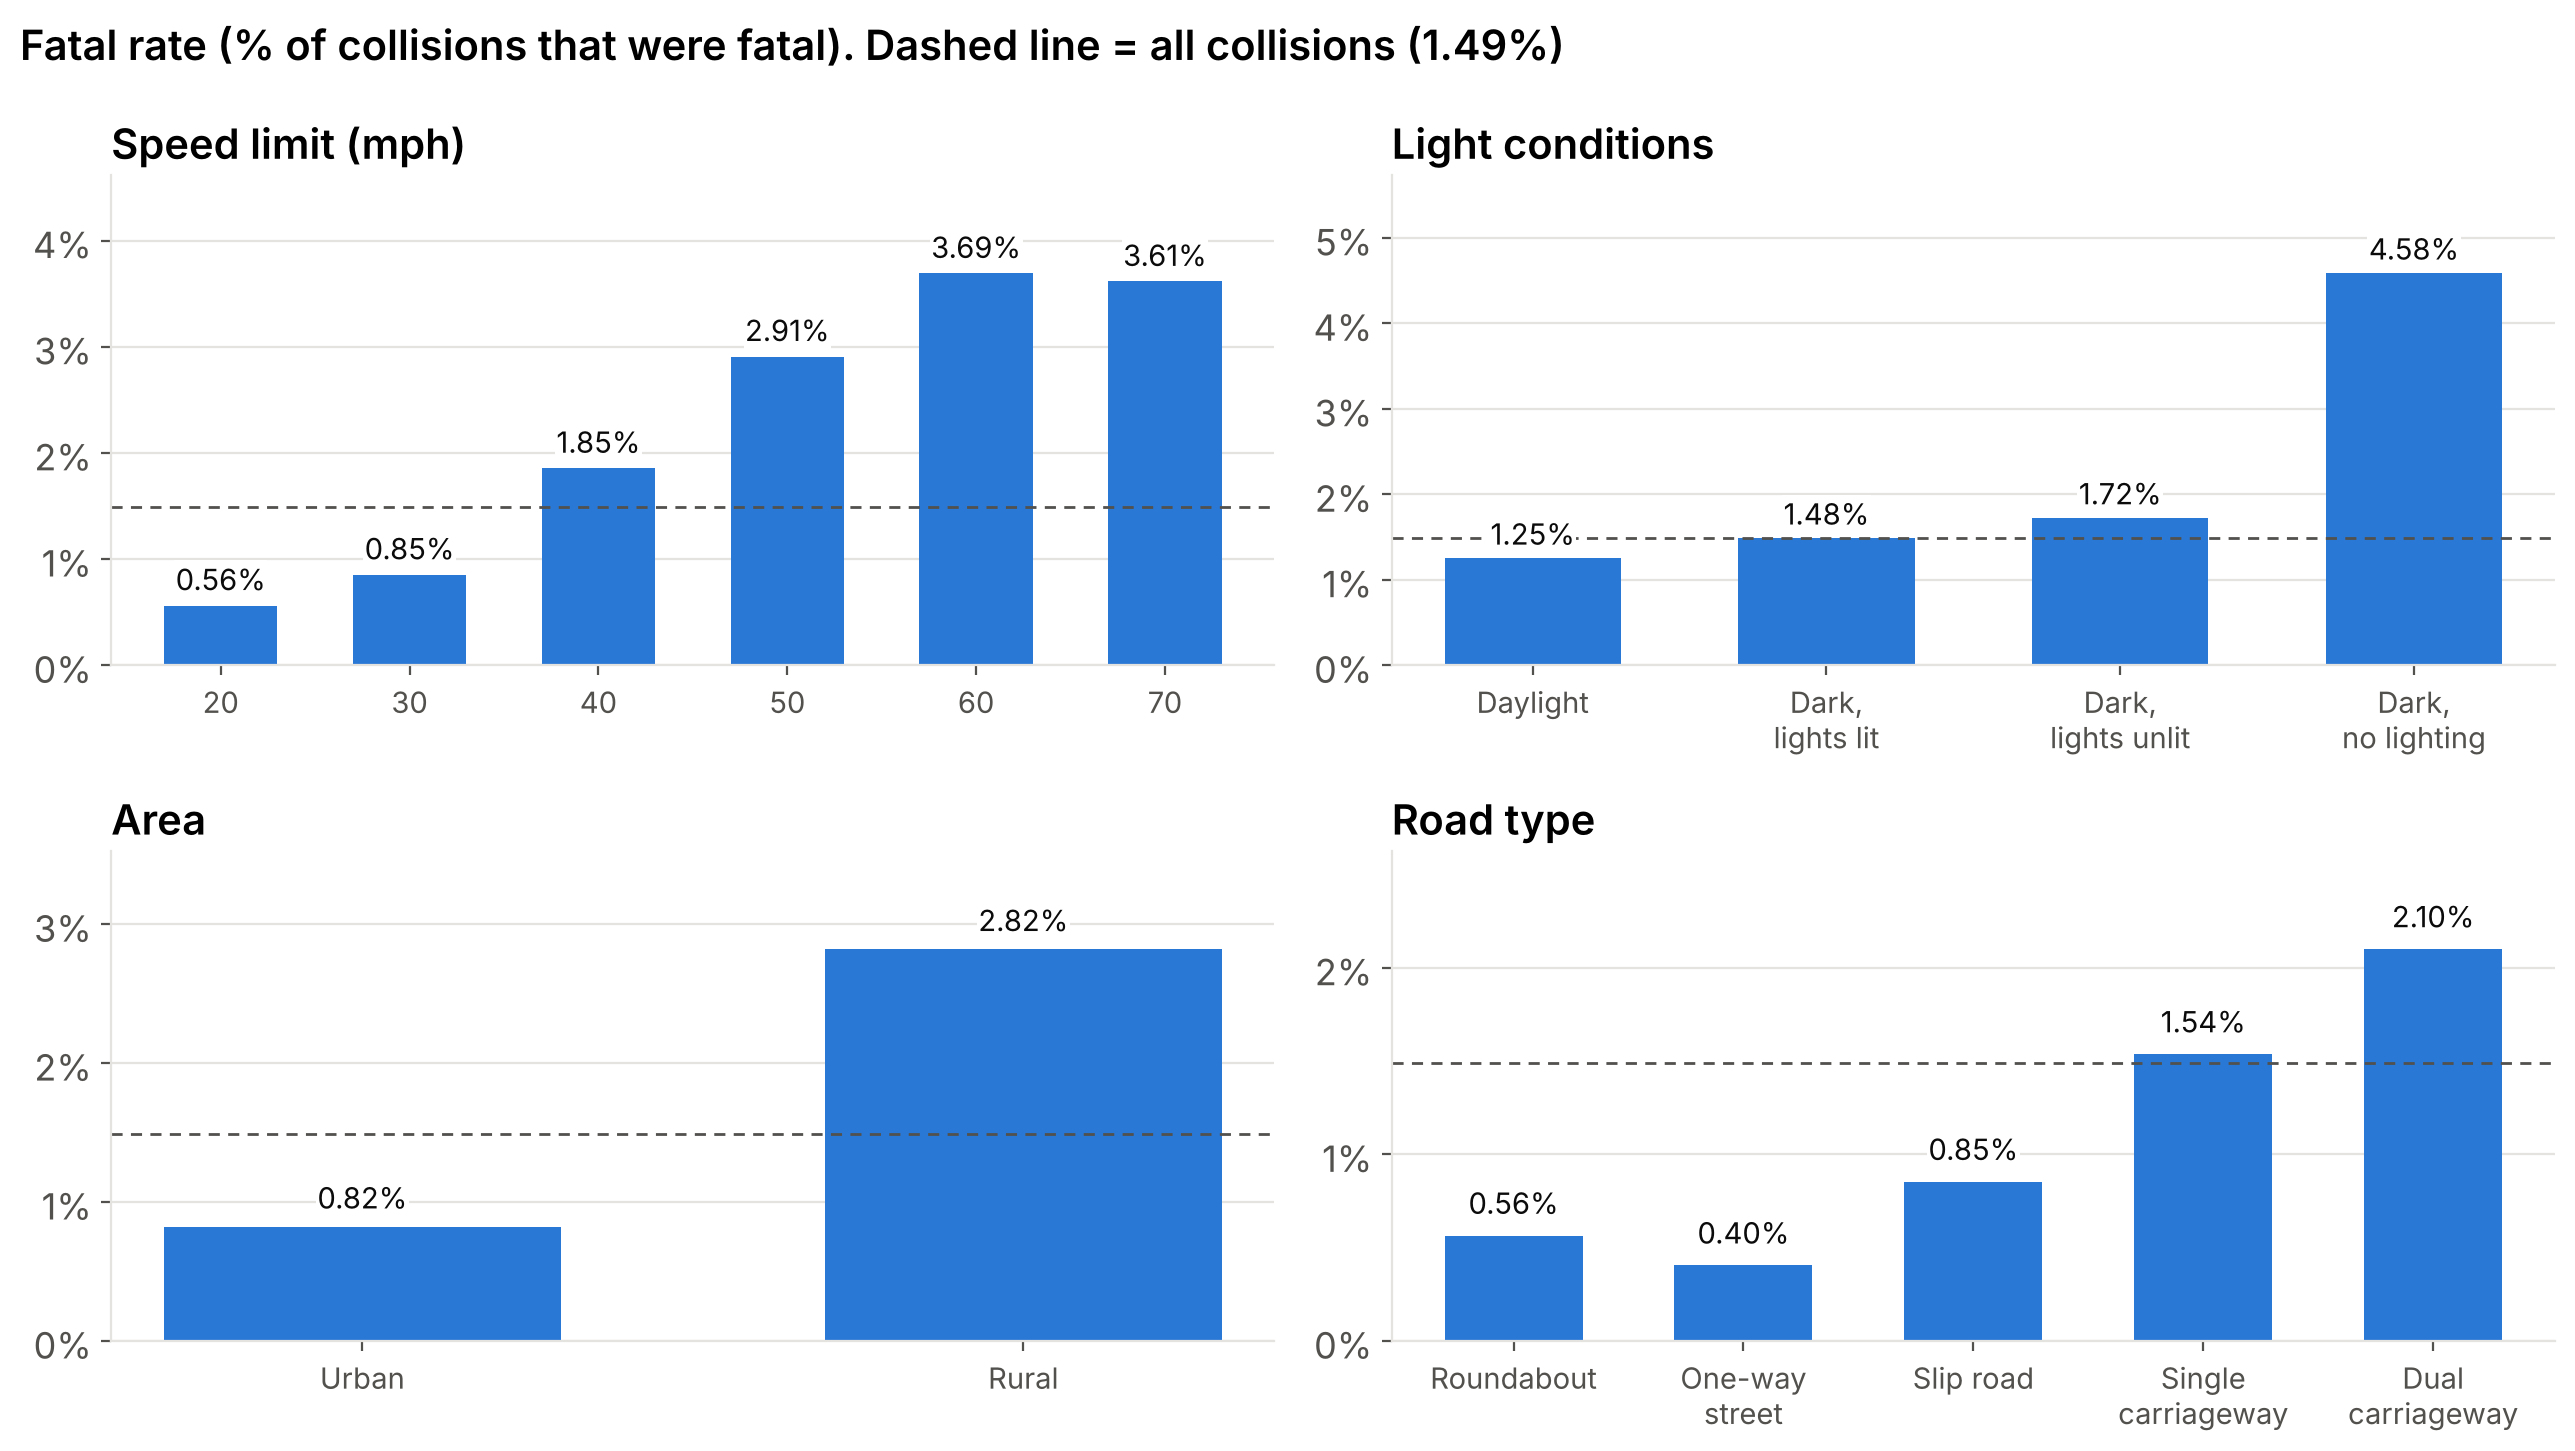 Fatal rate (% of collisions that were fatal). Dashed line = all collisions (1.49%)
Speed limit (mph)
4%
3%
2%
1%
0%
0.56%
0.85%
1.85%
2.91%
3.69%
3.61%
20
30
40
50
60
70
Light conditions
5%
4%
3%
2%
1%
0%
1.25%
1.48%
1.72%
4.58%
Daylight
Dark,
lights lit
Dark,
lights unlit
Dark,
no lighting
Area
3%
2%
1%
0%
0.82%
2.82%
Urban
Rural
Road type
2%
1%
0%
0.56%
0.40%
0.85%
1.54%
2.10%
Roundabout
One-way
street
Slip road
Single
carriageway
Dual
carriageway